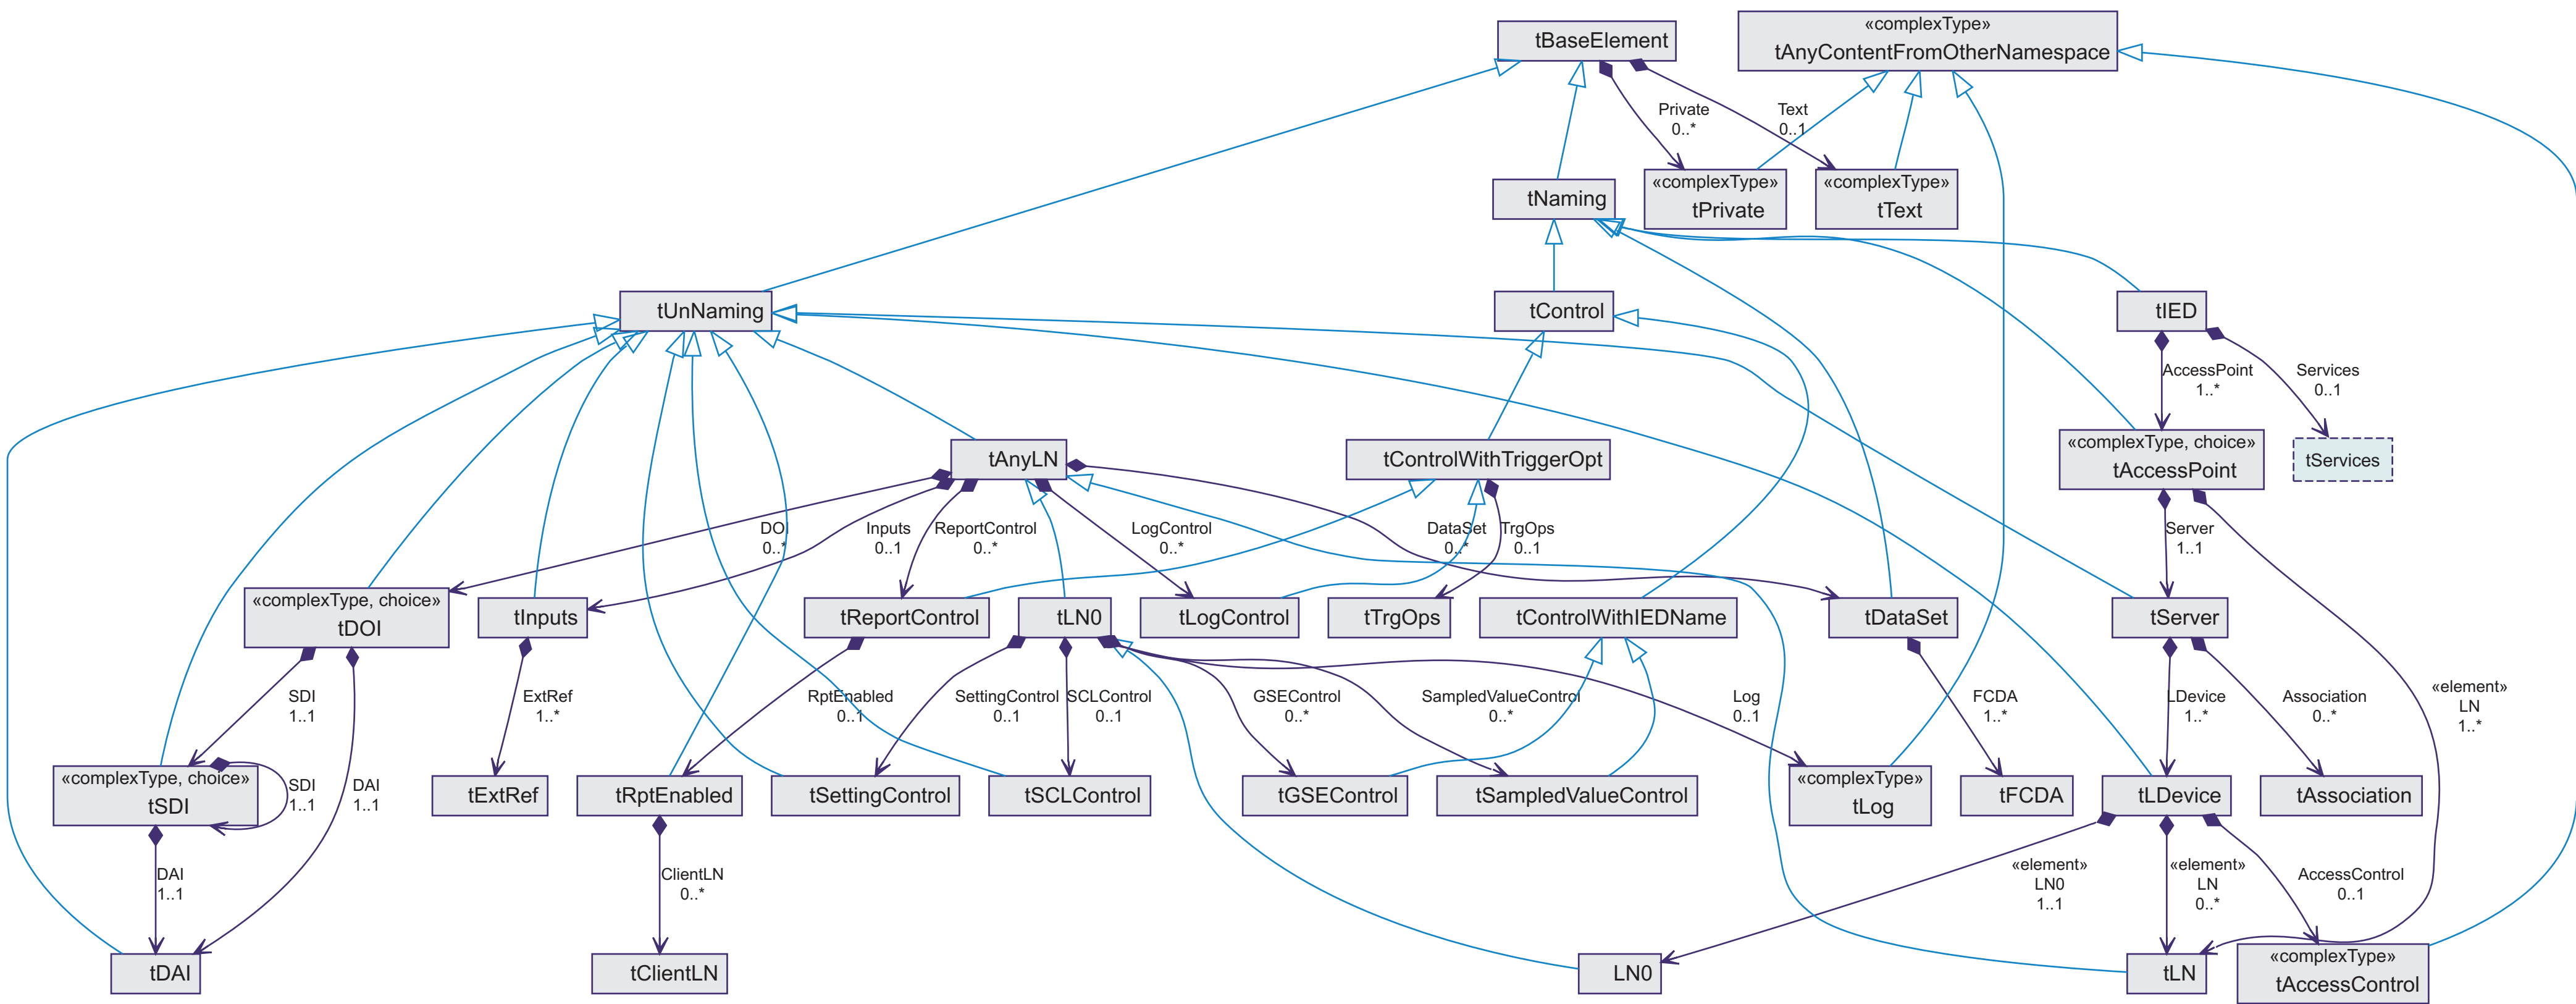 «complexType»
tBaseElement
tAnyContentFromOtherNamespace
Private
0..*
Text
0..1
«complexType»
tPrivate
«complexType»
tText
tNaming
tUnNaming
tControl
tIED
AccessPoint
1..*
Services
0..1
tAnyLN
tControlWithTriggerOpt
«complexType, choice»
tAccessPoint
tServices
DOI
0..*
Inputs
0..1
ReportControl
0..*
LogControl
0..*
DataSet
0..*
TrgOps
0..1
Server
1..1
«complexType, choice»
tDOI
tInputs
tReportControl
tLN0
tLogControl
tTrgOps
tControlWithIEDName
tDataSet
tServer
SDI
1..1
DAI
1..1
ExtRef
1..*
RptEnabled
0..1
SettingControl
0..1
SCLControl
0..1
GSEControl
0..*
SampledValueControl
0..*
Log
0..1
FCDA
1..*
LDevice
1..*
Association
0..*
«element»
LN
1..*
«complexType, choice»
tSDI
SDI
1..1
tExtRef
tRptEnabled
tSettingControl
tSCLControl
tGSEControl
tSampledValueControl
«complexType»
tLog
tFCDA
tLDevice
tAssociation
DAI
1..1
ClientLN
0..*
«element»
LN0
1..1
«element»
LN
0..*
AccessControl
0..1
tDAI
tClientLN
LN0
tLN
«complexType»
tAccessControl